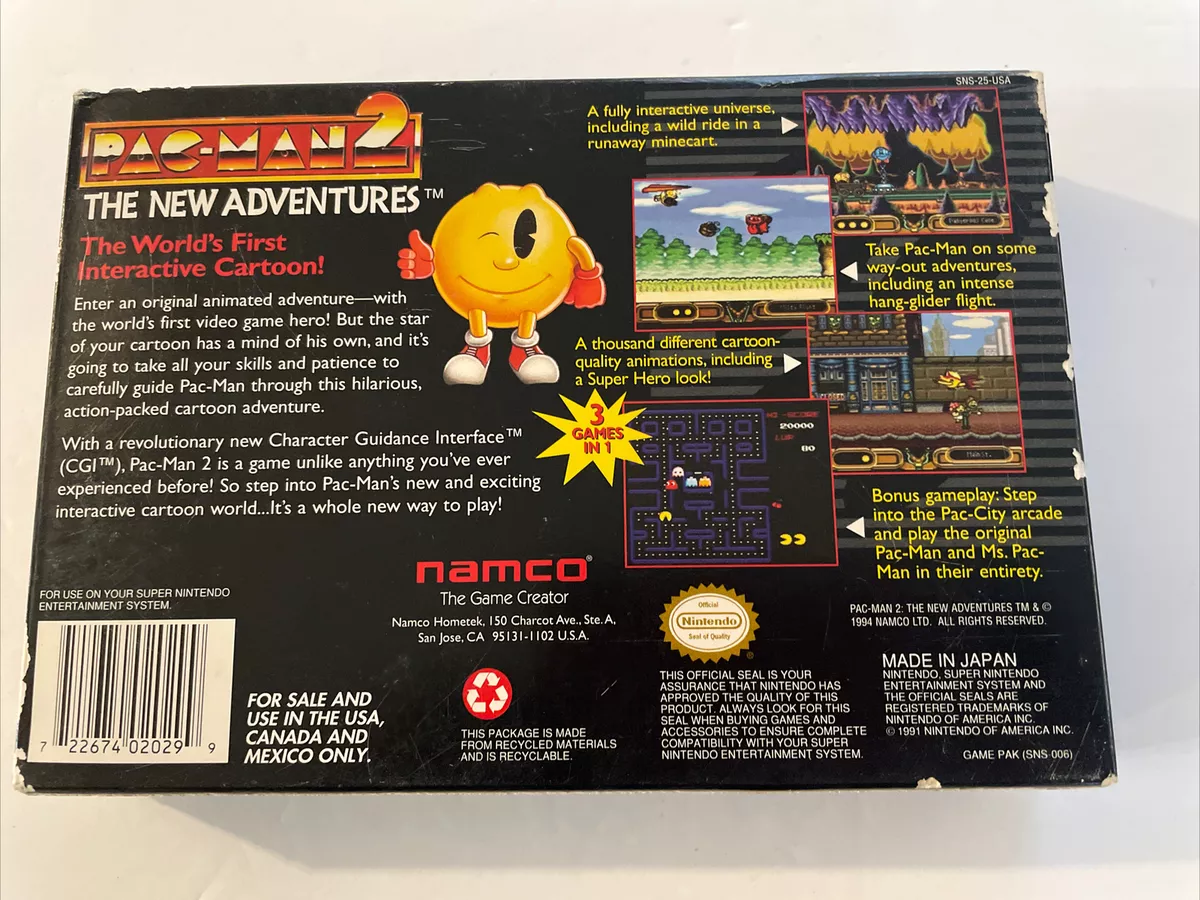 SNS-25-USA
PAC-MAN 2
THE NEW ADVENTURES™
The World's First
Interactive Cartoon!
Enter an original animated adventure—with
the world's first video game hero! But the star
of your cartoon has a mind of his own, and it's
going to take all your skills and patience to
carefully guide Pac-Man through this hilarious,
action-packed cartoon adventure.
With a revolutionary new Character Guidance Interface™
(CGI™), Pac-Man 2 is a game unlike anything you've ever
experienced before! So step into Pac-Man's new and exciting
interactive cartoon world...It's a whole new way to play!
A fully interactive universe,
including a wild ride in a
runaway minecart.
Take Pac-Man on some
way-out adventures,
including an intense
hang-glider flight.
A thousand different cartoon-
quality animations, including
a Super Hero look!
3
GAMES
IN 1
20000
80
Bonus gameplay: Step
into the Pac-City arcade
and play the original
Pac-Man and Ms. Pac-
Man in their entirety.
namco®
The Game Creator
Namco Hometek, 150 Charcot Ave., Ste. A,
San Jose, CA 95131-1102 U.S.A.
FOR USE ON YOUR SUPER NINTENDO
ENTERTAINMENT SYSTEM.
7 22674 02029 9
FOR SALE AND
USE IN THE USA,
CANADA AND
MEXICO ONLY.
THIS PACKAGE IS MADE
FROM RECYCLED MATERIALS
AND IS RECYCLABLE.
Official
Nintendo
Seal of Quality
®
THIS OFFICIAL SEAL IS YOUR
ASSURANCE THAT NINTENDO HAS
APPROVED THE QUALITY OF THIS
PRODUCT. ALWAYS LOOK FOR THIS
SEAL WHEN BUYING GAMES AND
ACCESSORIES TO ENSURE COMPLETE
COMPATIBILITY WITH YOUR SUPER
NINTENDO ENTERTAINMENT SYSTEM.
PAC-MAN 2: THE NEW ADVENTURES TM & ©
1994 NAMCO LTD. ALL RIGHTS RESERVED.
MADE IN JAPAN
NINTENDO, SUPER NINTENDO
ENTERTAINMENT SYSTEM AND
THE OFFICIAL SEALS ARE
REGISTERED TRADEMARKS OF
NINTENDO OF AMERICA INC.
© 1991 NINTENDO OF AMERICA INC.
GAME PAK (SNS-006)